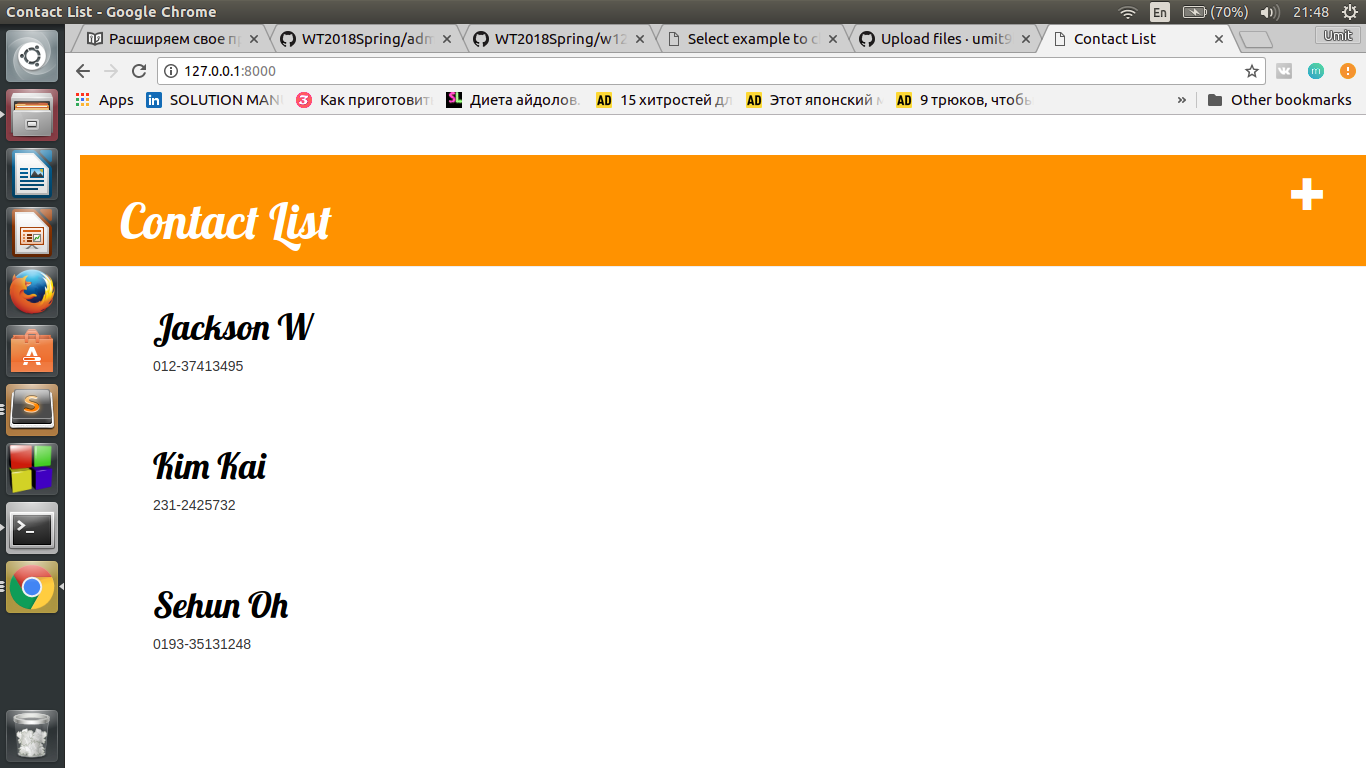 Contact List - Google Chrome
En (70%) 21:48
Расширяем свое п
WT2018Spring/adm
WT2018Spring/w12
Select example to c
Upload files · umit9
Contact List
Umit
127.0.0.1:8000
Apps
SOLUTION MAN
Как приготовит
Диета айдолов.
15 хитростей дл
Этот японский м
9 трюков, чтобы
» Other bookmarks
Contact List
Jackson W
012-37413495
Kim Kai
231-2425732
Sehun Oh
0193-35131248